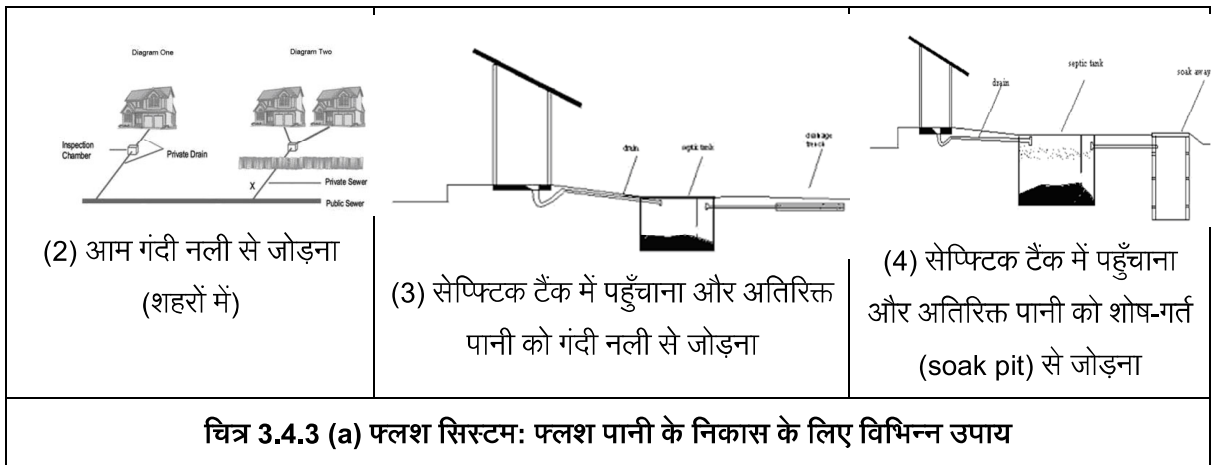 Diagram One
Diagram Two
Inspection
Chamber
Private Drain
X
Private Sewer
Public Sewer
(2) आम गंदी नली से जोड़ना
(शहरों में)
drain
septic tank
drainage
trench
(3) सेप्फ्टिक टैंक में पहुँचाना और अतिरिक्त
पानी को गंदी नली से जोड़ना
drain
septic tank
soak away
(4) सेप्फ्टिक टैंक में पहुँचाना
और अतिरिक्त पानी को शोष-गर्त
(soak pit) से जोड़ना
चित्र 3.4.3 (a) फ्लश सिस्टम: फ्लश पानी के निकास के लिए विभिन्न उपाय